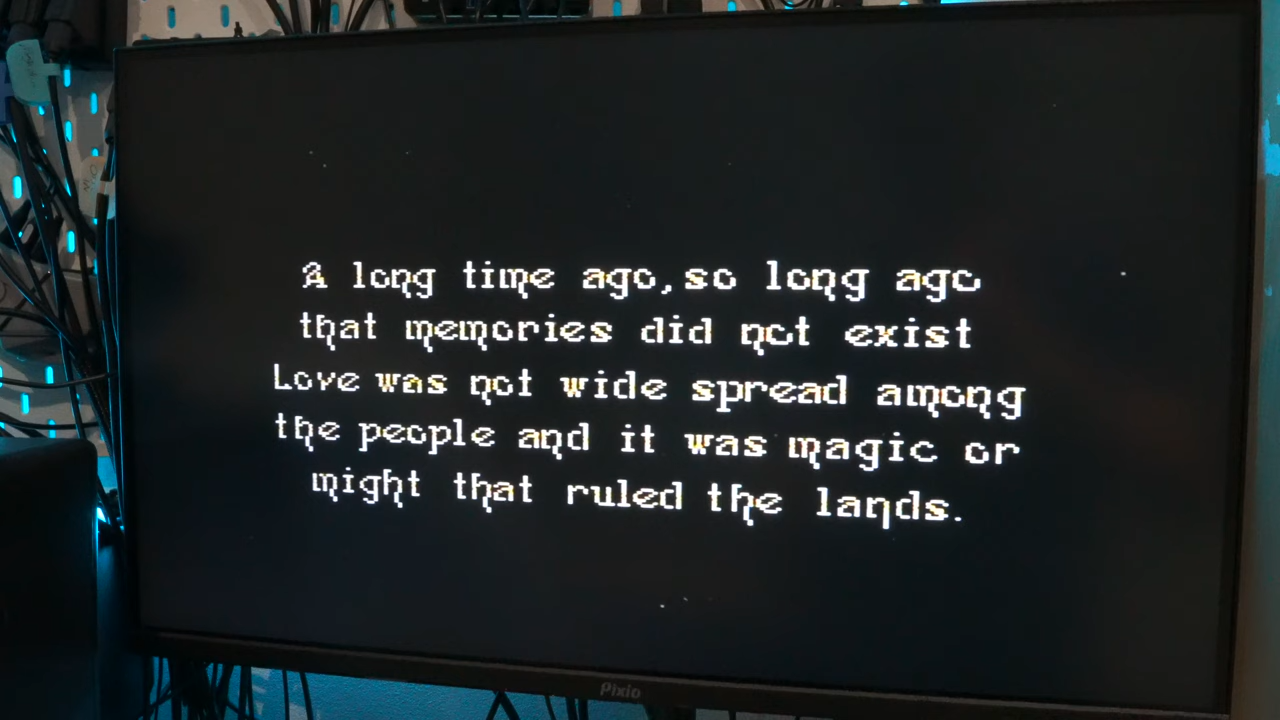 A long time ago,so long ago
that memories did not exist
Love was not wide spread among
the people and it was magic or
might that ruled the lands.
Pixio